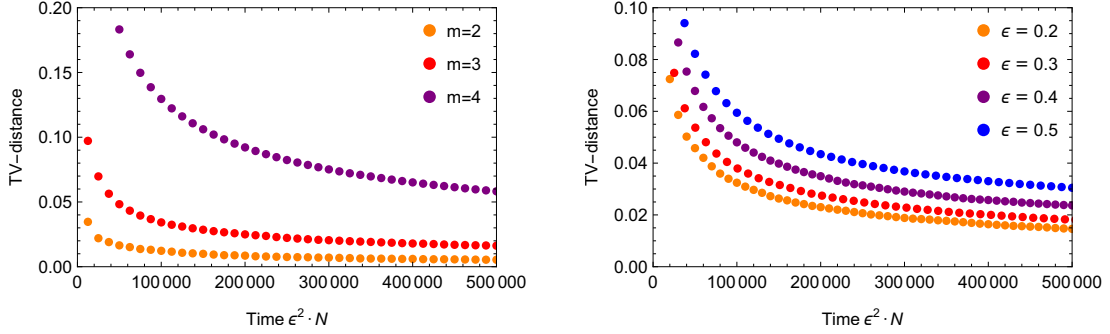 0.20
0.15
0.10
0.05
0.00
TV-distance
0
100 000
200 000
300 000
400 000
500 000
Time ϵ² · N
m=2
m=3
m=4
0.10
0.08
0.06
0.04
0.02
0.00
TV-distance
0
100 000
200 000
300 000
400 000
500 000
Time ϵ² · N
ϵ = 0.2
ϵ = 0.3
ϵ = 0.4
ϵ = 0.5